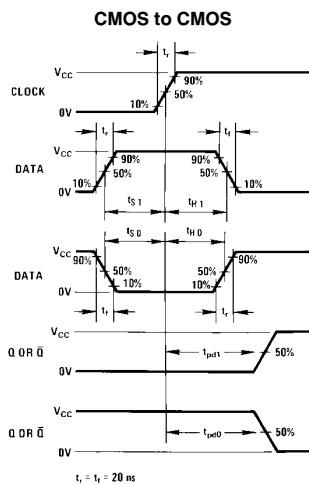 CMOS to CMOS
tr
VCC
90%
CLOCK
50%
0V
10%
tr
tf
VCC
90%
90%
DATA
50%
50%
10%
0V
10%
tS 1
tH 1
tS 0
tH 0
VCC
90%
90%
DATA
50%
50%
10%
10%
0V
tf
tr
VCC
Q OR Q̅
tpd1
50%
0V
VCC
Q OR Q̅
tpd0
50%
0V
tr = tf = 20 ns